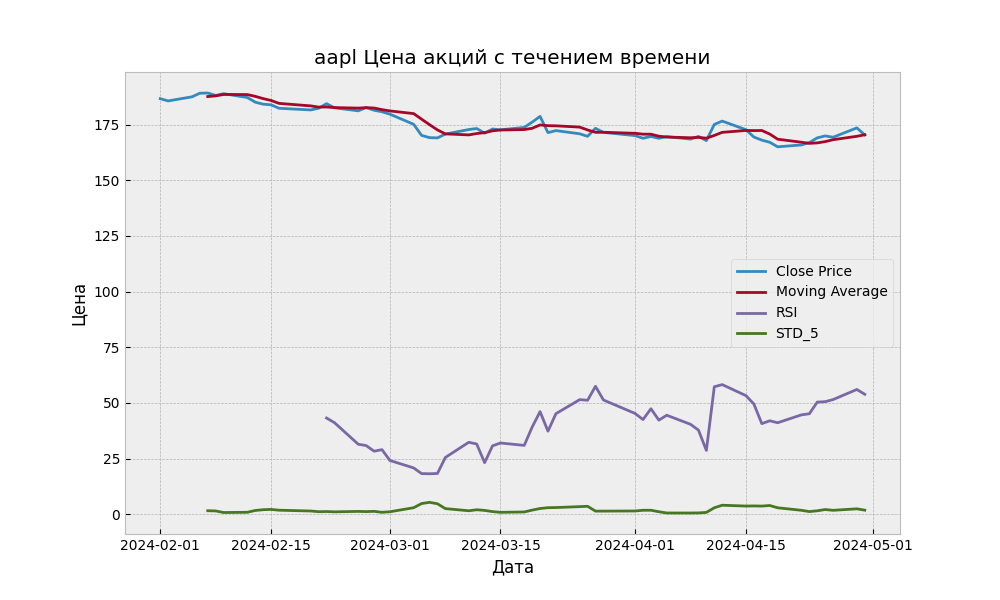 aapl Цена акций с течением времени
Цена
175
150
125
100
75
50
25
0
Close Price
Moving Average
RSI
STD_5
2024-02-01 2024-02-15 2024-03-01 2024-03-15 2024-04-01 2024-04-15 2024-05-01
Дата